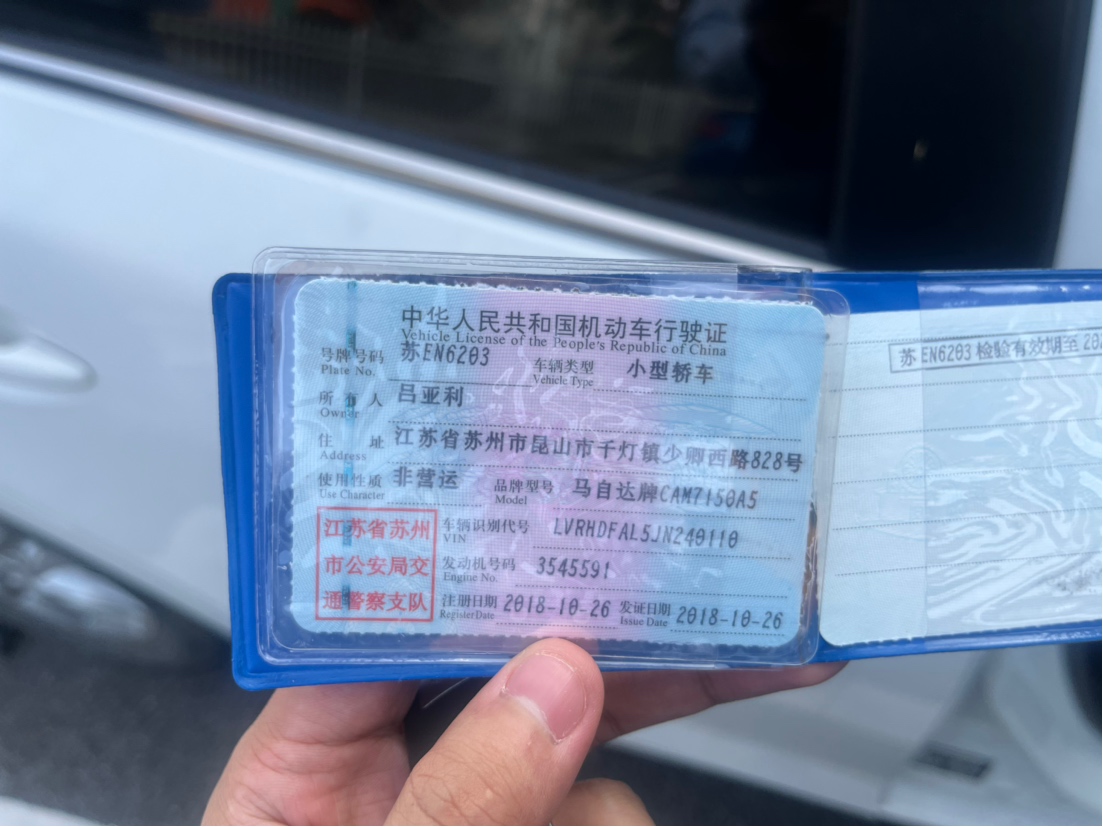 中华人民共和国机动车行驶证
Vehicle License of the People's Republic of China
号牌号码 苏EN6203 车辆类型 小型轿车
Plate No. Vehicle Type
所有人 吕亚利
Owner
住址 江苏省苏州市昆山市千灯镇少卿西路828号
Address
使用性质 非营运 品牌型号 马自达牌CAM7150A5
Use Character Model
江苏省苏州 车辆识别代号 LVRHDFAL5JN240110
VIN
市公安局交 发动机号码 3545591
Engine No.
通警察支队 注册日期 2018-10-26 发证日期 2018-10-26
Register Date Issue Date
苏EN6203 检验有效期至 202